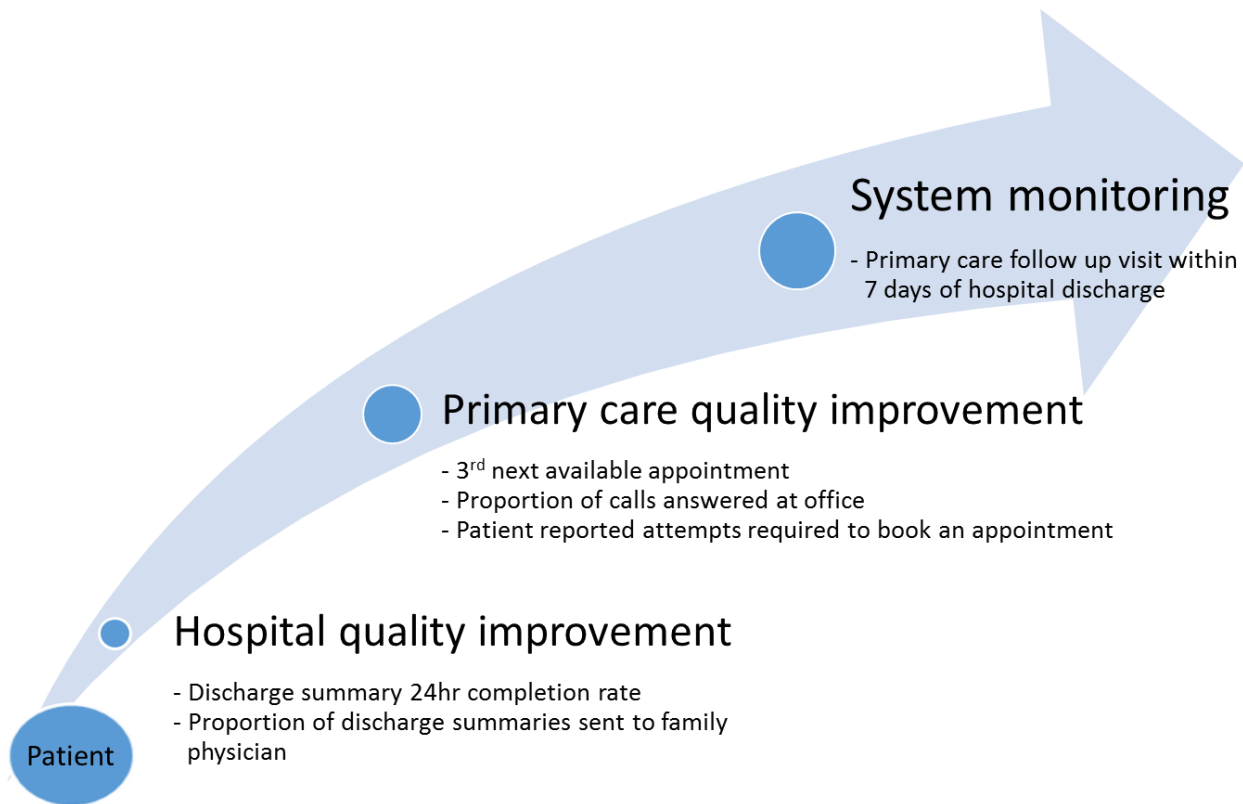 System monitoring
- Primary care follow up visit within
7 days of hospital discharge
Primary care quality improvement
- 3rd next available appointment
- Proportion of calls answered at office
- Patient reported attempts required to book an appointment
Hospital quality improvement
- Discharge summary 24hr completion rate
- Proportion of discharge summaries sent to family
physician
Patient